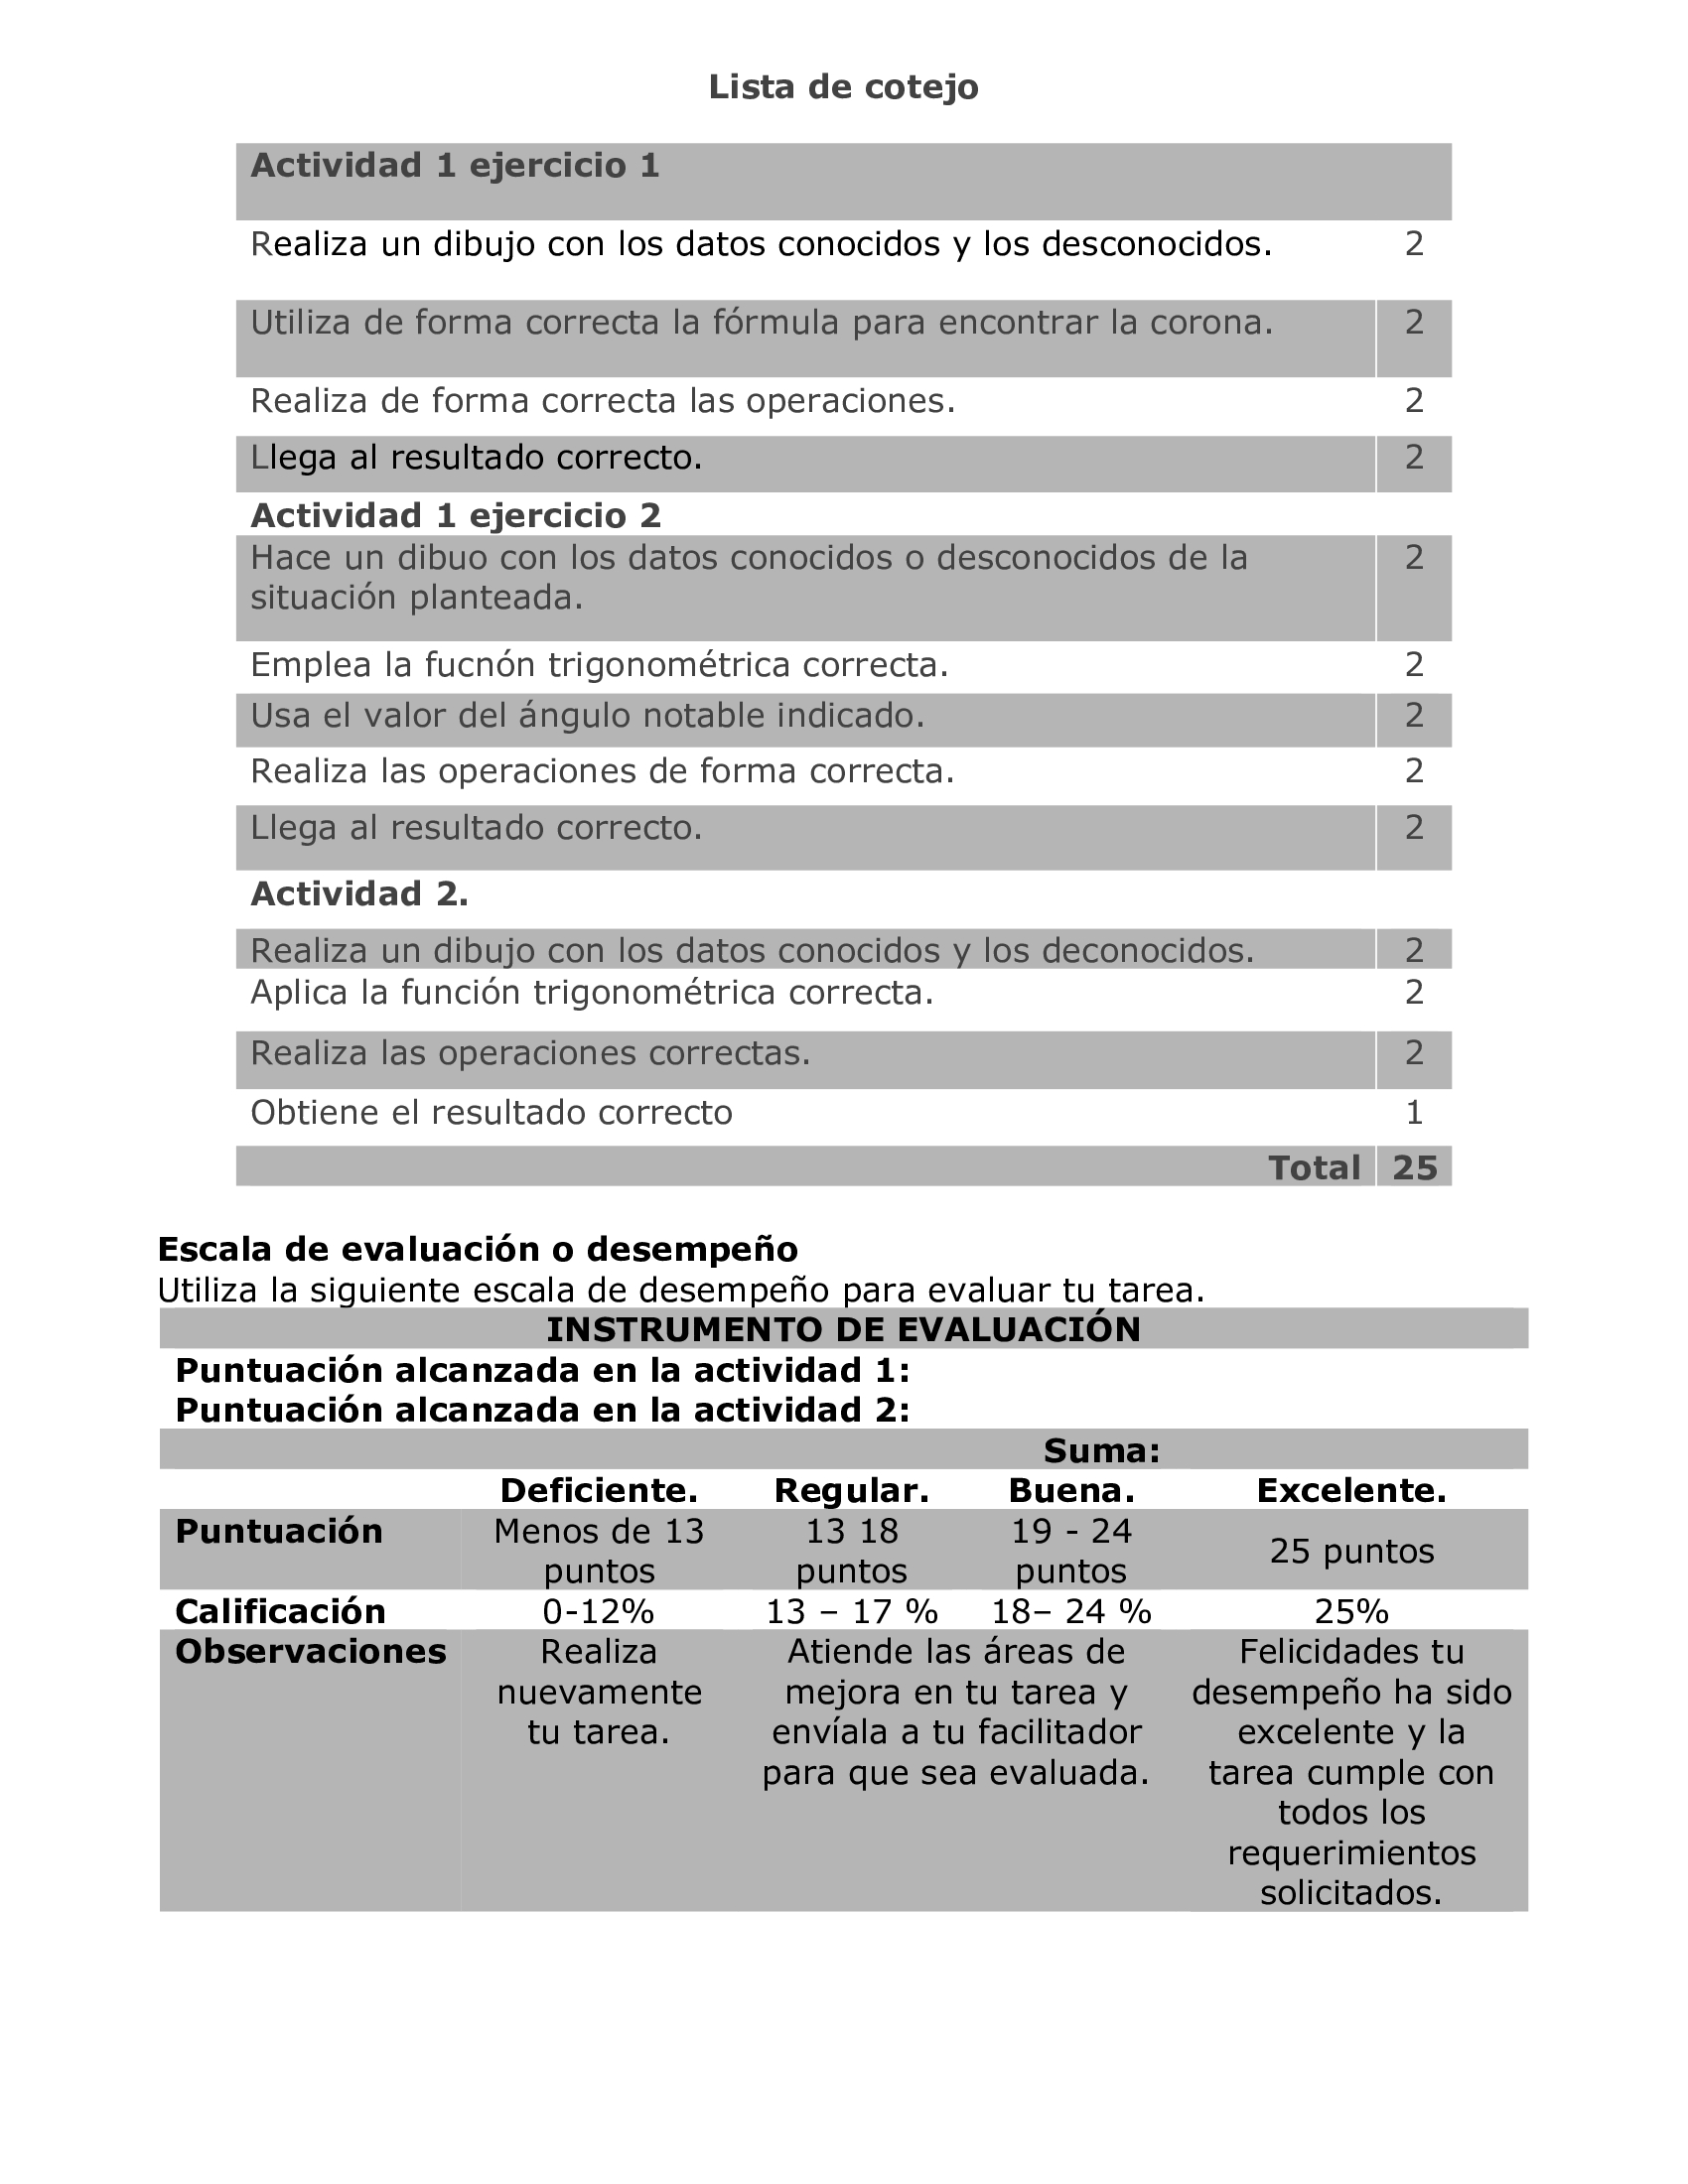 Lista de cotejo
Actividad 1 ejercicio 1
Realiza un dibujo con los datos conocidos y los desconocidos. 2
Utiliza de forma correcta la fórmula para encontrar la corona. 2
Realiza de forma correcta las operaciones. 2
Llega al resultado correcto. 2
Actividad 1 ejercicio 2
Hace un dibuo con los datos conocidos o desconocidos de la 2
situación planteada.
Emplea la fucnón trigonométrica correcta. 2
Usa el valor del ángulo notable indicado. 2
Realiza las operaciones de forma correcta. 2
Llega al resultado correcto. 2
Actividad 2.
Realiza un dibujo con los datos conocidos y los deconocidos. 2
Aplica la función trigonométrica correcta. 2
Realiza las operaciones correctas. 2
Obtiene el resultado correcto 1
Total 25
Escala de evaluación o desempeño
Utiliza la siguiente escala de desempeño para evaluar tu tarea.
INSTRUMENTO DE EVALUACIÓN
Puntuación alcanzada en la actividad 1:
Puntuación alcanzada en la actividad 2:
Suma:
Deficiente. Regular. Buena. Excelente.
Puntuación Menos de 13 13 18 19 - 24 25 puntos
puntos puntos puntos
Calificación 0-12% 13 – 17 % 18– 24 % 25%
Observaciones Realiza Atiende las áreas de Felicidades tu
nuevamente mejora en tu tarea y desempeño ha sido
tu tarea. envíala a tu facilitador excelente y la
para que sea evaluada. tarea cumple con
todos los
requerimientos
solicitados.